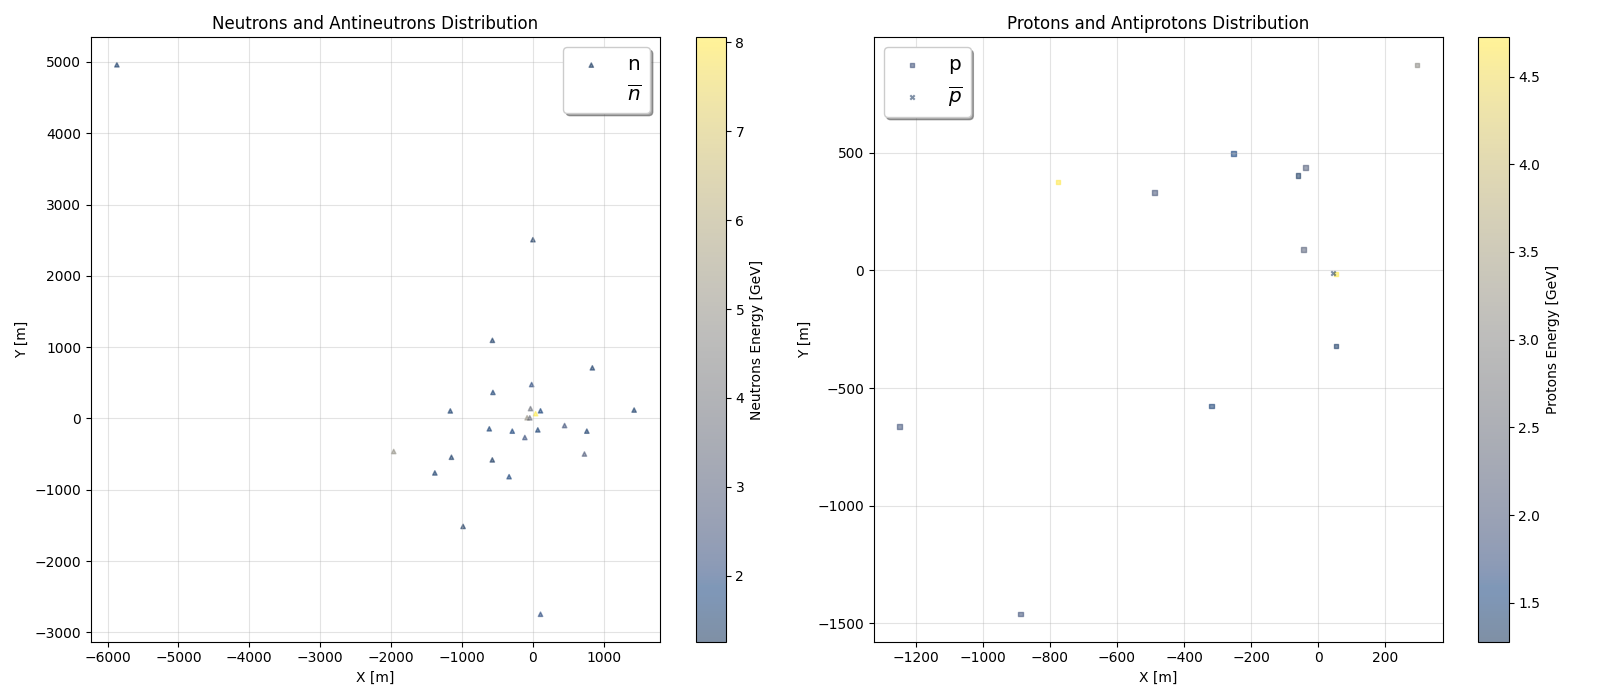 Neutrons and Antineutrons Distribution
n
n̅
5000
4000
3000
2000
1000
0
−1000
−2000
−3000
Y [m]
−6000 −5000 −4000 −3000 −2000 −1000 0 1000
X [m]
8
7
6
5
4
3
2
Neutrons Energy [GeV]
Protons and Antiprotons Distribution
p
p̅
500
0
−500
−1000
−1500
Y [m]
−1200 −1000 −800 −600 −400 −200 0 200
X [m]
4.5
4.0
3.5
3.0
2.5
2.0
1.5
Protons Energy [GeV]